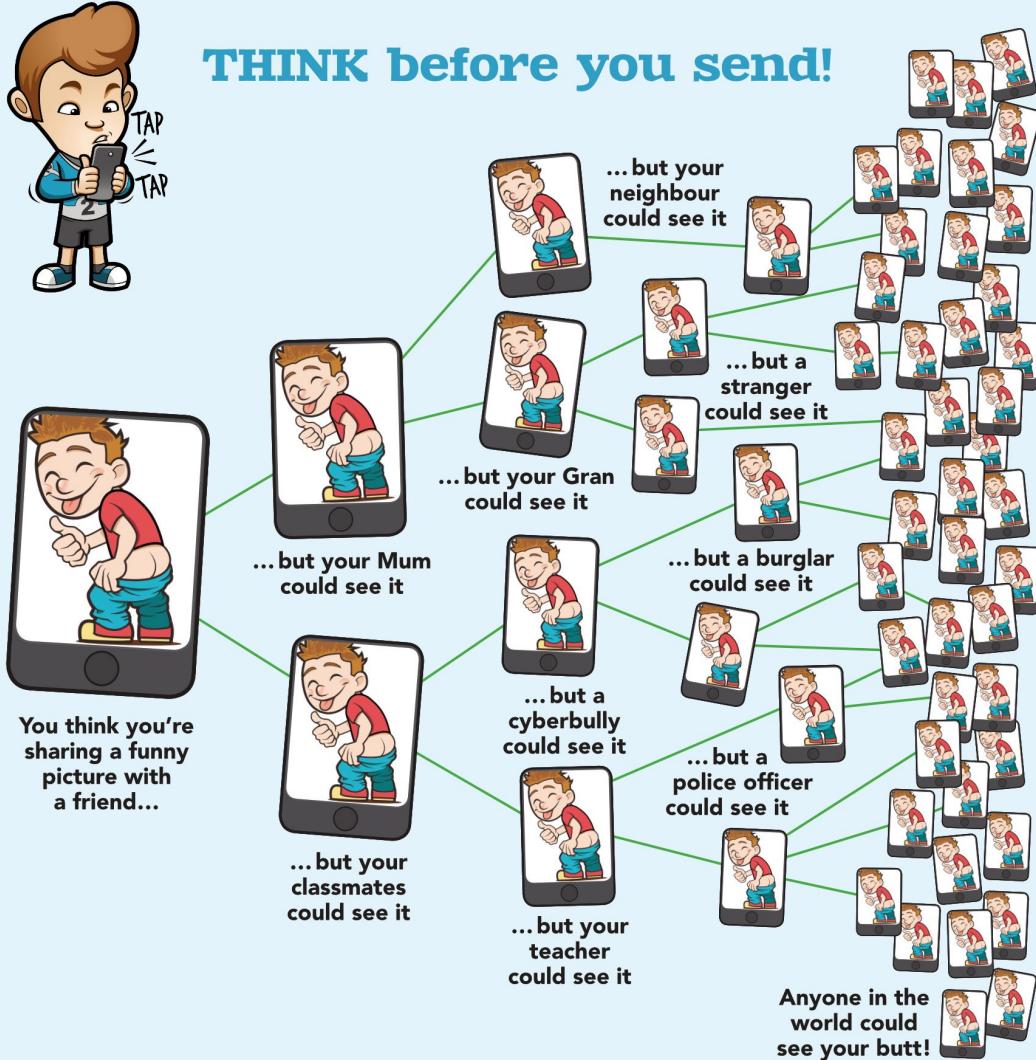 THINK before you send!
TAP
TAP
...but your
neighbour
could see it
...but a
stranger
could see it
...but your Gran
could see it
...but your Mum
could see it
...but a burglar
could see it
You think you're
sharing a funny
picture with
a friend...
...but a
cyberbully
could see it
...but a
police officer
could see it
...but your
classmates
could see it
...but your
teacher
could see it
Anyone in the
world could
see your butt!
2